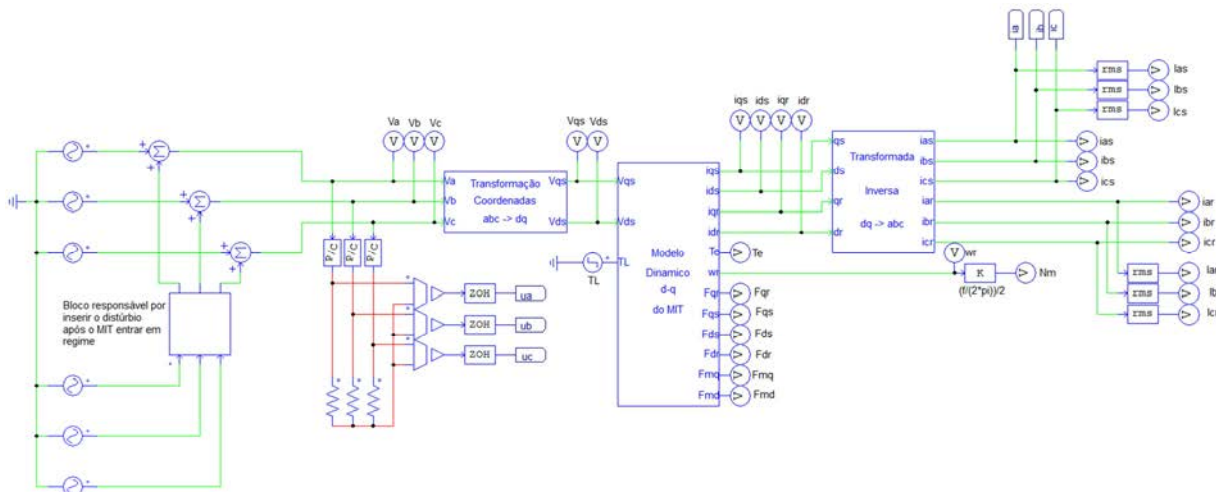 ia
ib
ic
rms
Ias
rms
Ibs
rms
Ics
iqs
ids
iqr
idr
V
V
V
V
Va
Vb
Vc
V
V
V
Vqs
Vds
V
V
Va
Vb
Vc
Transformação
Coordenadas
abc -> dq
Vqs
Vds
Vqs
Vds
TL
Modelo
Dinamico
d-q
do MIT
iqs
ids
iqr
idr
Te
wr
Fqr
Fqs
Fds
Fdr
Fmq
Fmd
qs
ds
qr
dr
Transformada
Inversa
dq -> abc
ias
ibs
ics
iar
ibr
icr
ias
ibs
ics
iar
ibr
icr
TL
Te
wr
V
K
(f/(2*pi))/2
Nm
Fqr
Fqs
Fds
Fdr
Fmq
Fmd
rms
rms
rms
P/C
P/C
P/C
ZOH
ua
ZOH
ub
ZOH
uc
Bloco responsável por
inserir o distúrbio
após o MIT entrar em
regime